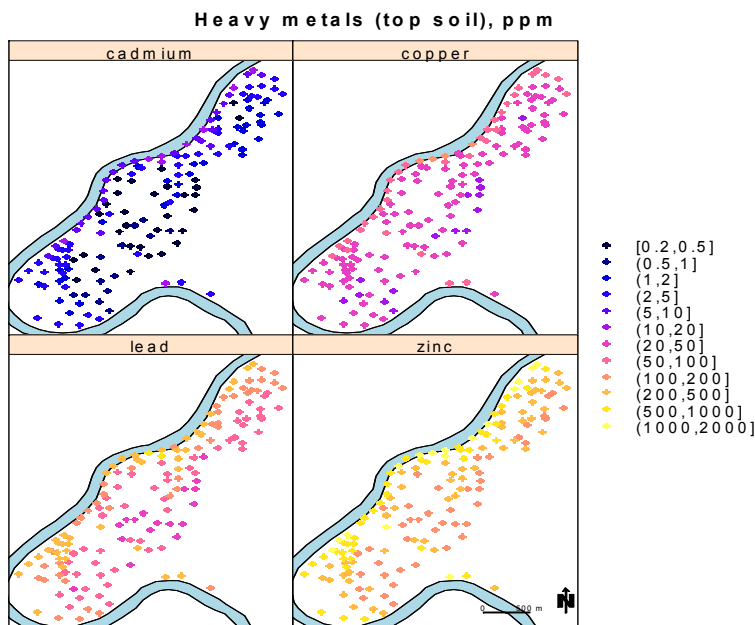 Heavy metals (top soil), ppm
cadmium
copper
lead
zinc
[0.2,0.5]
(0.5,1]
(1,2]
(2,5]
(5,10]
(10,20]
(20,50]
(50,100]
(100,200]
(200,500]
(500,1000]
(1000,2000]
0 500 m
N